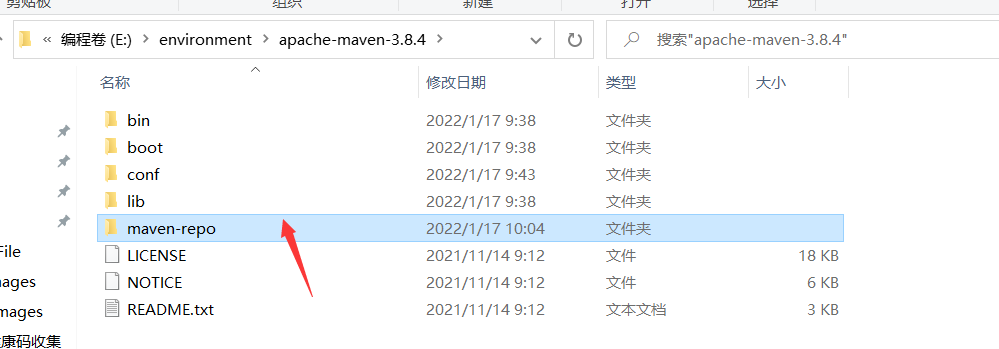 剪贴板 组织 新建 打开 选择
« 编程卷 (E:) > environment > apache-maven-3.8.4 > 搜索"apache-maven-3.8.4"
名称 修改日期 类型 大小
bin 2022/1/17 9:38 文件夹
boot 2022/1/17 9:38 文件夹
conf 2022/1/17 9:43 文件夹
lib 2022/1/17 9:38 文件夹
maven-repo 2022/1/17 10:04 文件夹
File LICENSE 2021/11/14 9:12 文件 18 KB
mages NOTICE 2021/11/14 9:12 文件 6 KB
mages README.txt 2021/11/14 9:12 文本文档 3 KB
康码收集